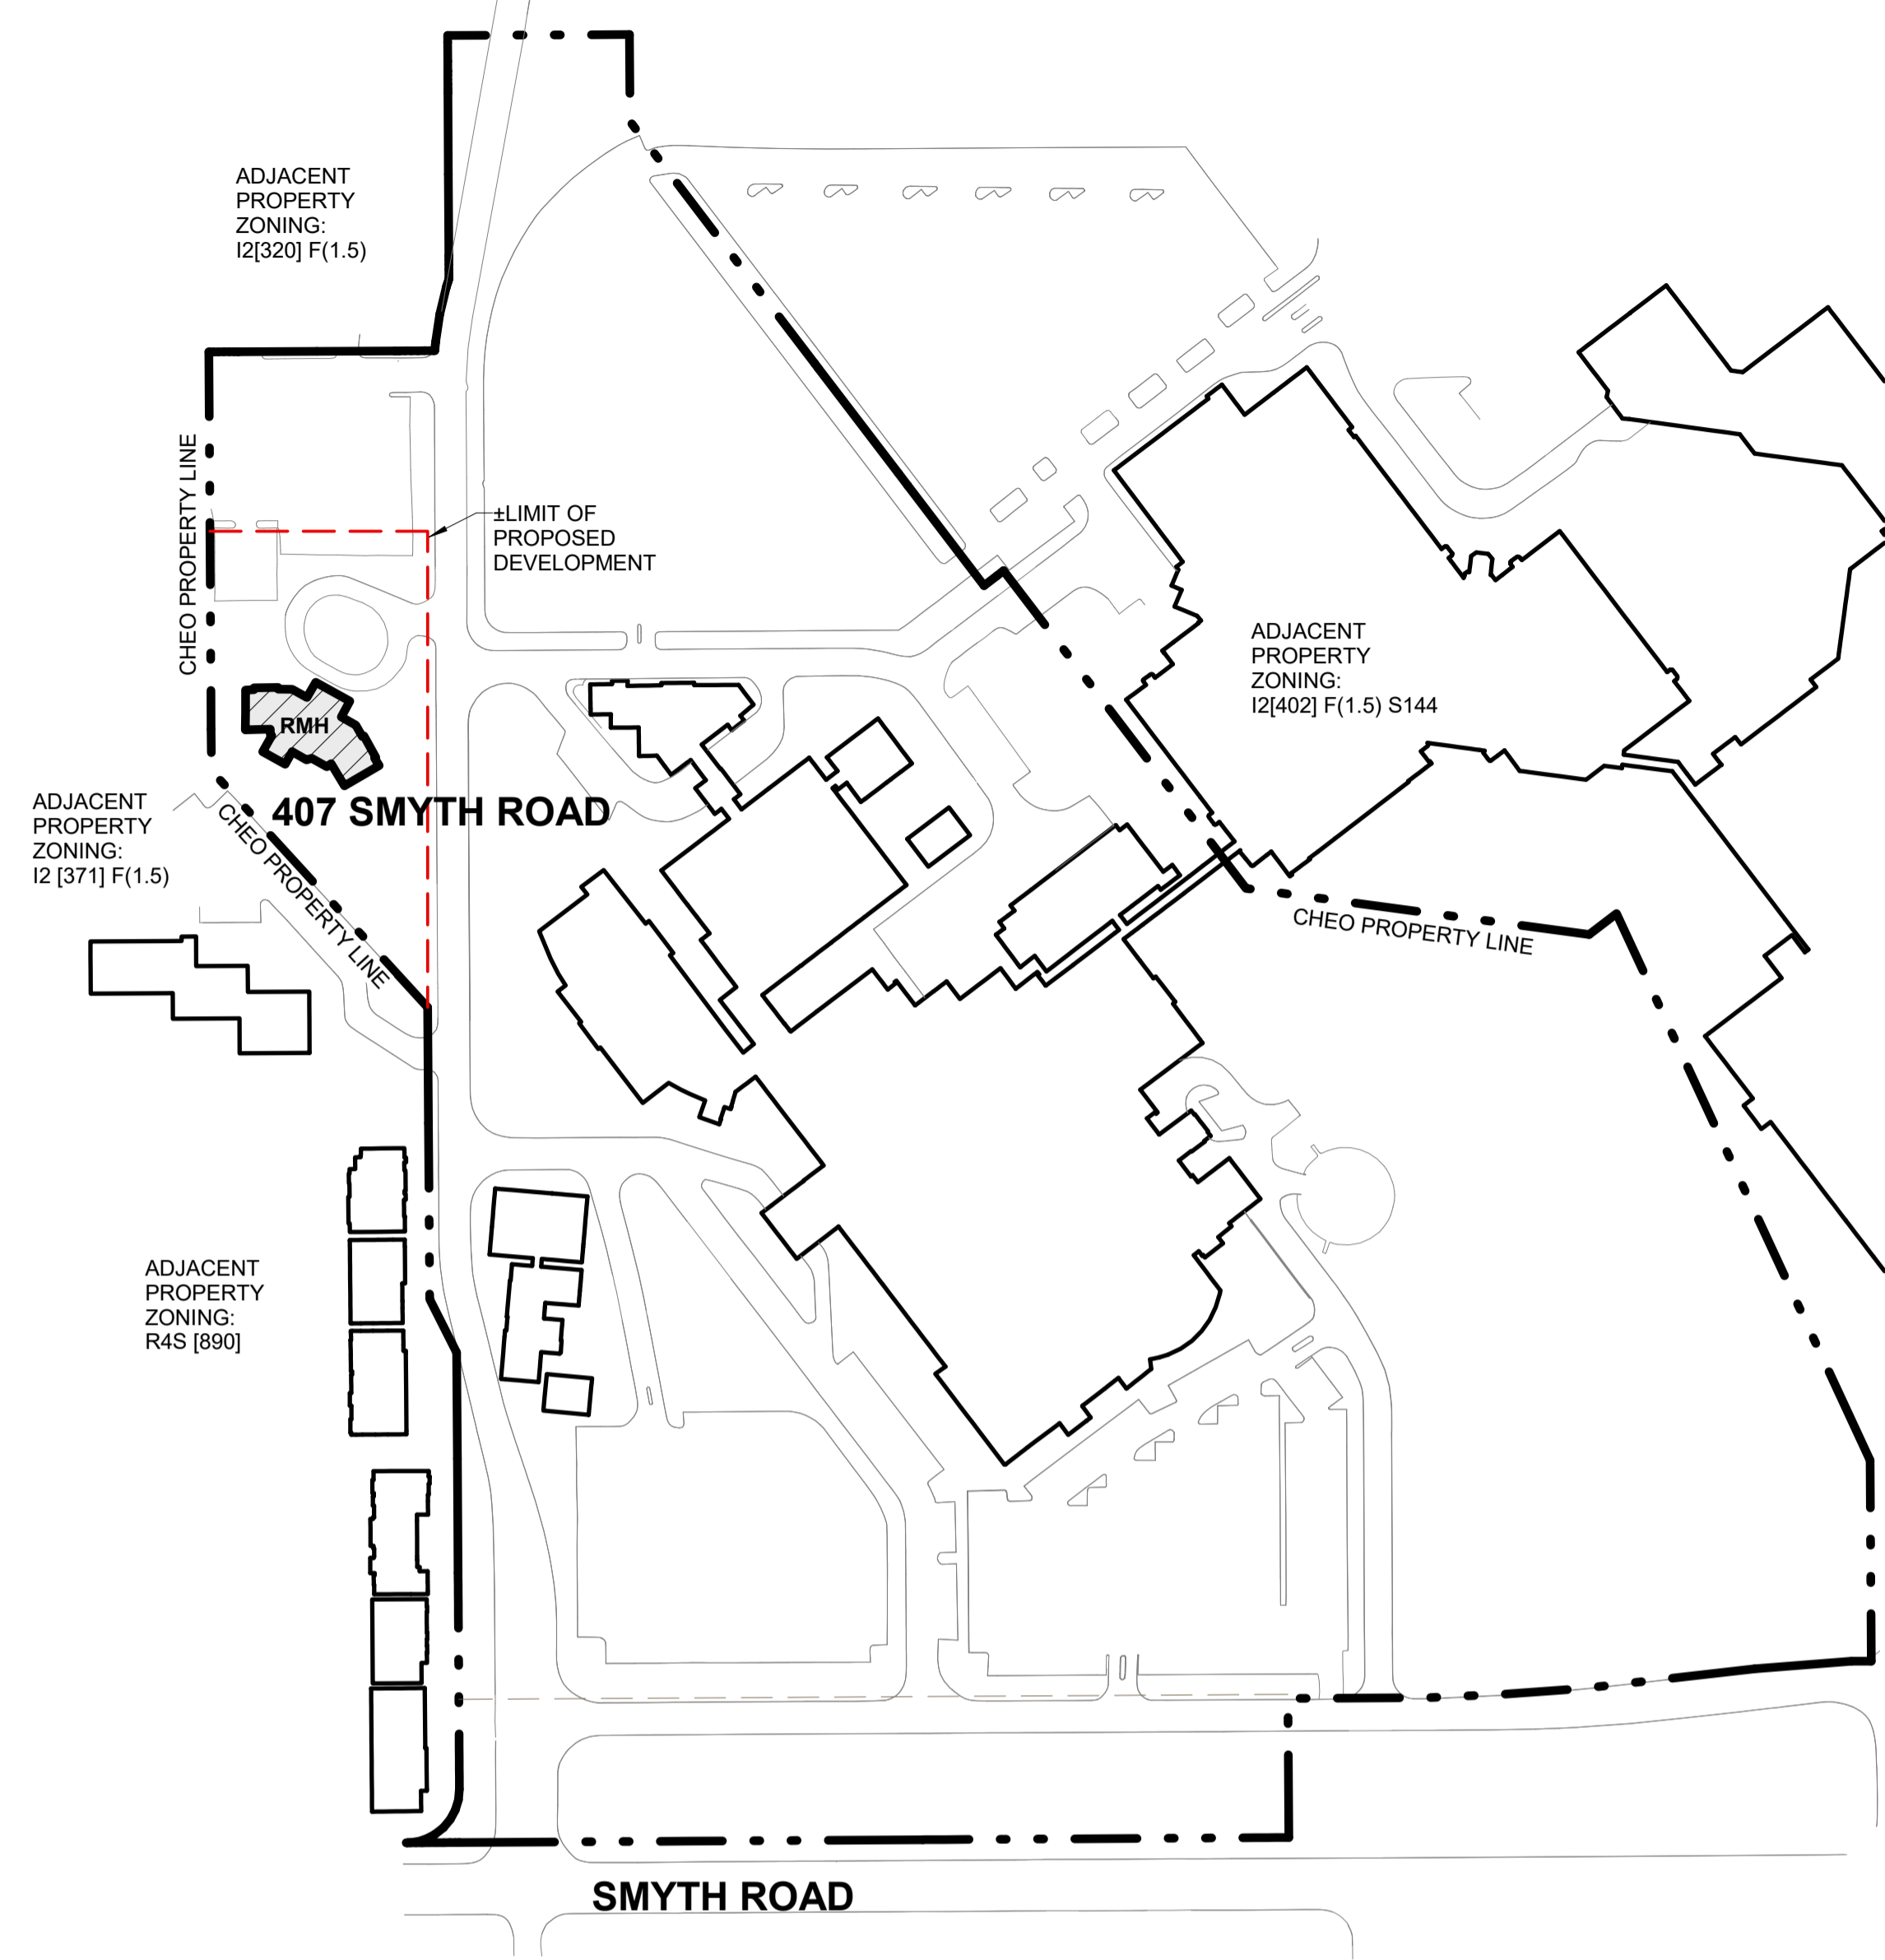 ADJACENT
PROPERTY
ZONING:
I2[320] F(1.5)
CHEO PROPERTY LINE
±LIMIT OF
PROPOSED
DEVELOPMENT
ADJACENT
PROPERTY
ZONING:
I2[402] F(1.5) S144
RMH
407 SMYTH ROAD
ADJACENT
PROPERTY
ZONING:
I2 [371] F(1.5)
CHEO PROPERTY LINE
CHEO PROPERTY LINE
ADJACENT
PROPERTY
ZONING:
R4S [890]
SMYTH ROAD